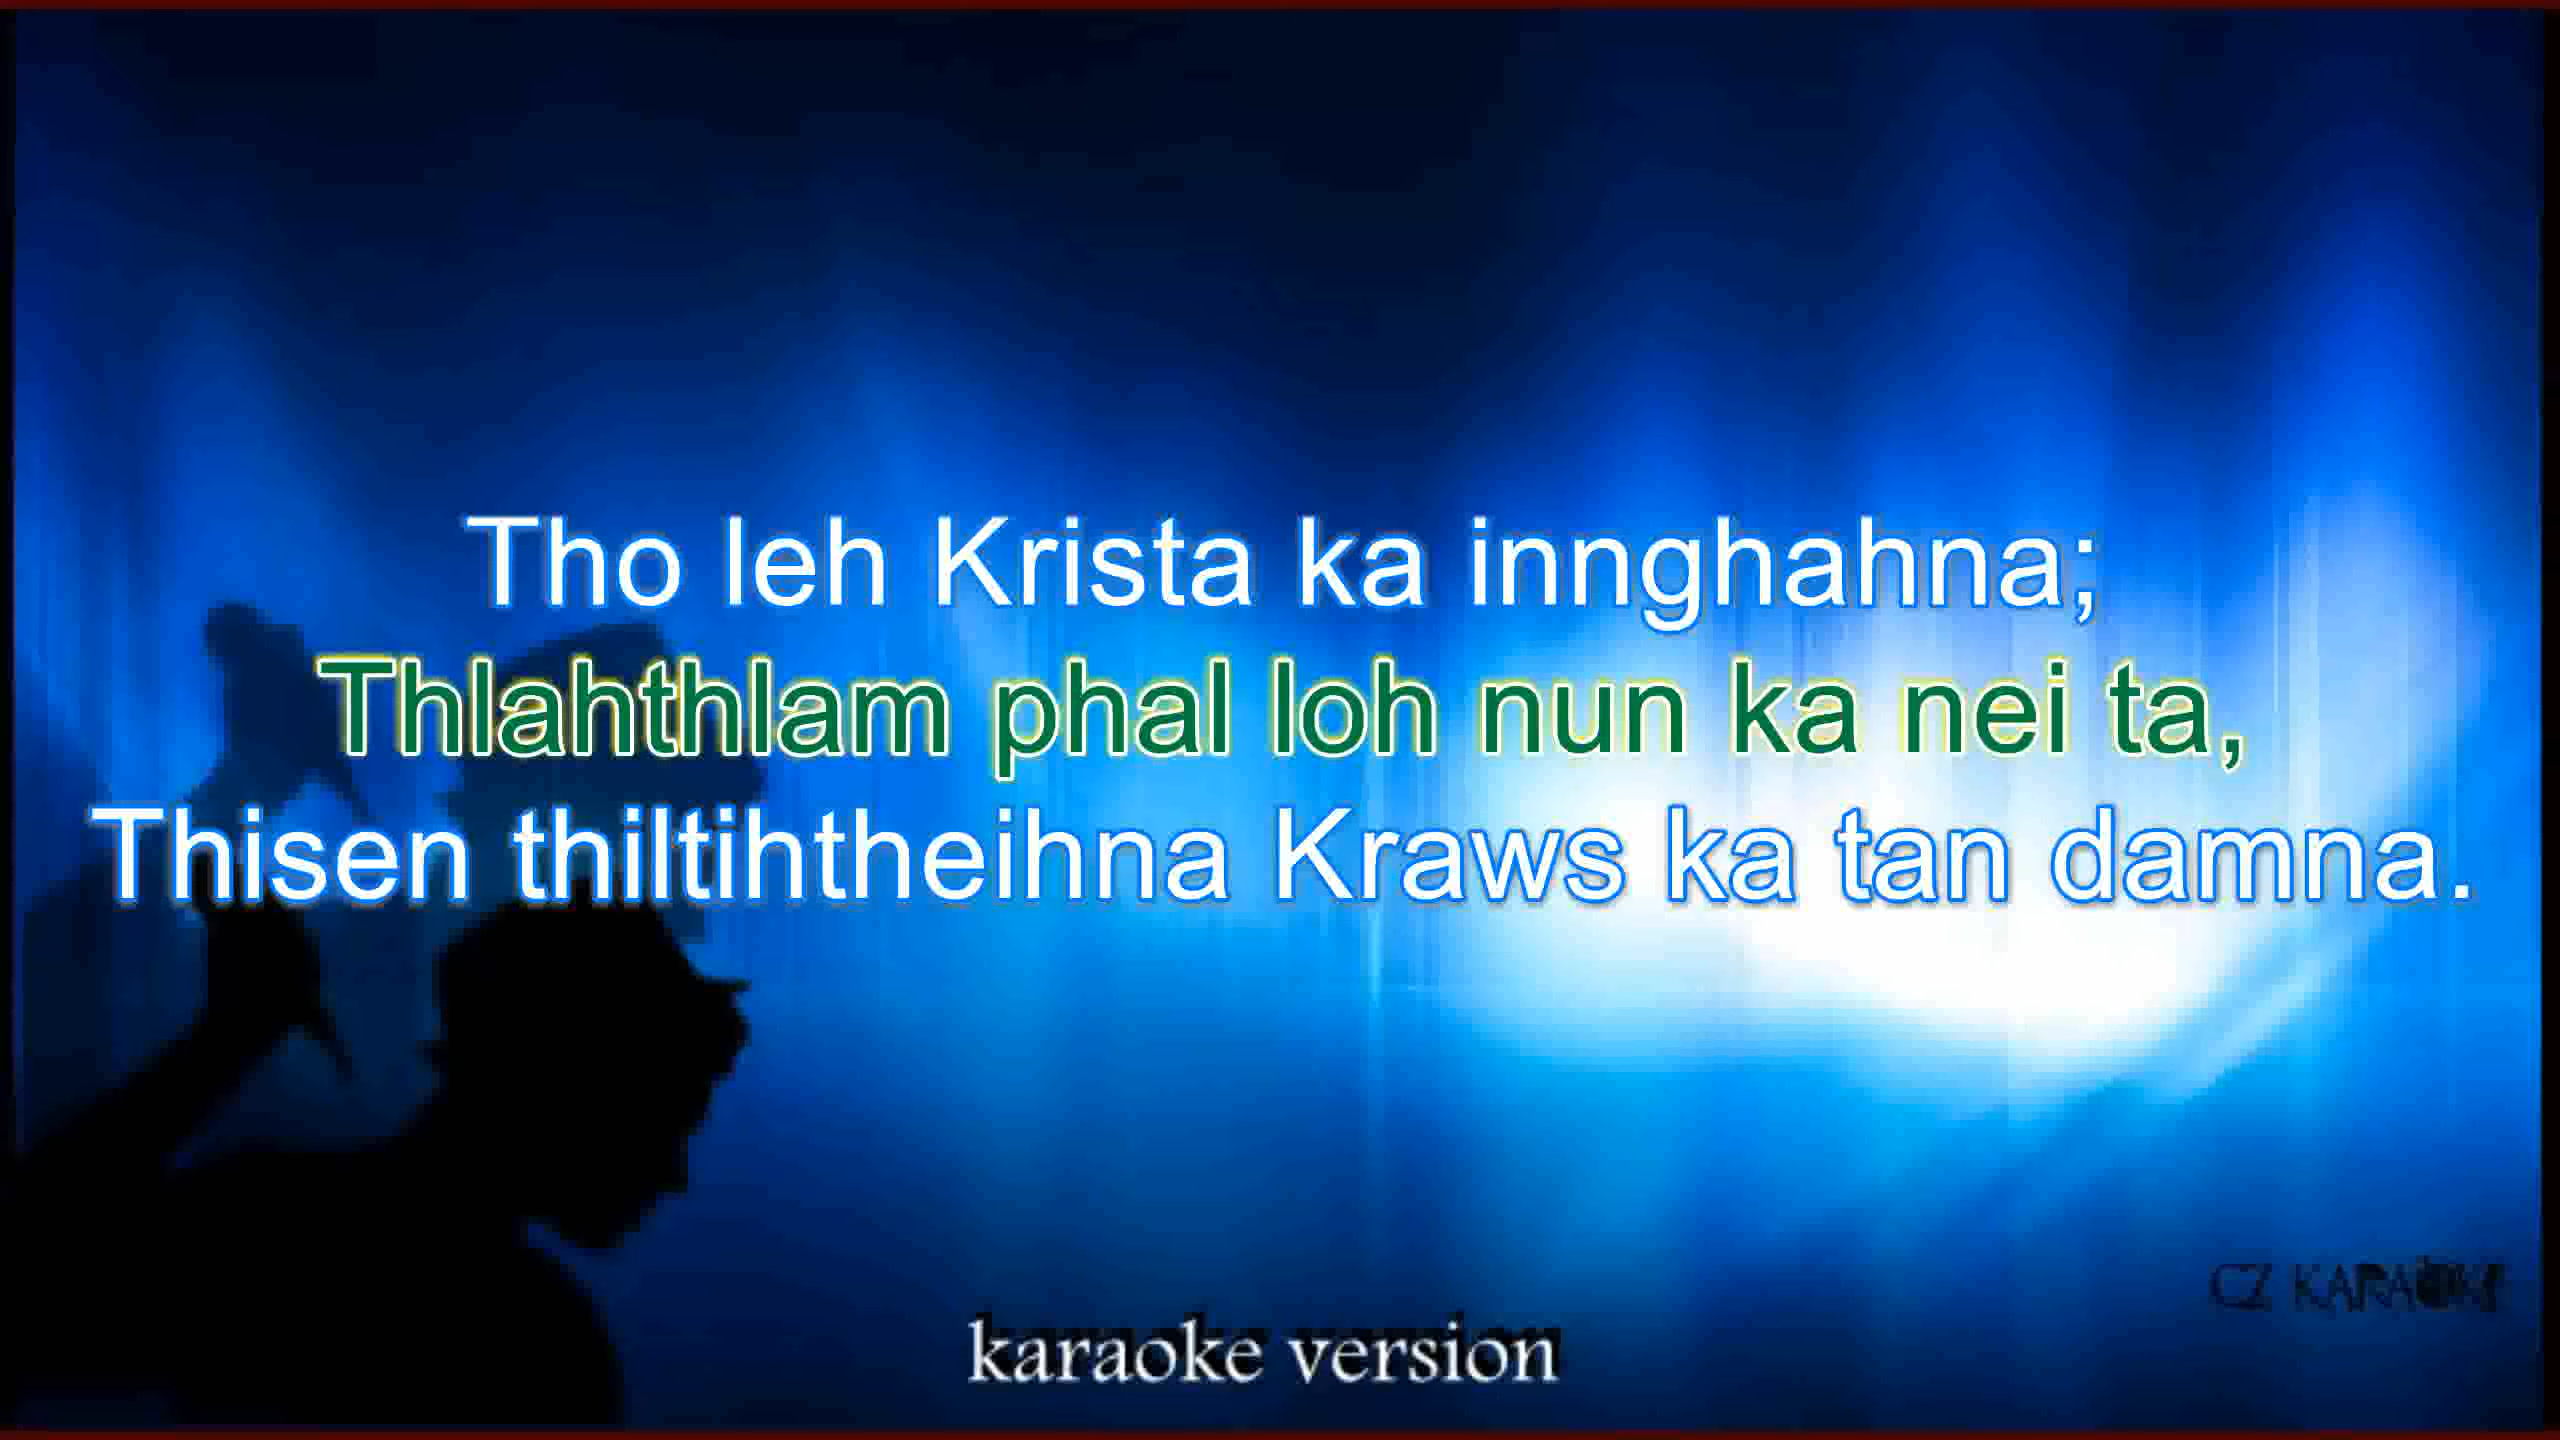 Tho leh Krista ka innghahna;
Thlahthlam phal loh nun ka nei ta,
Thisen thiltihtheihna Kraws ka tan damna.
CZ KARAOKE
karaoke version